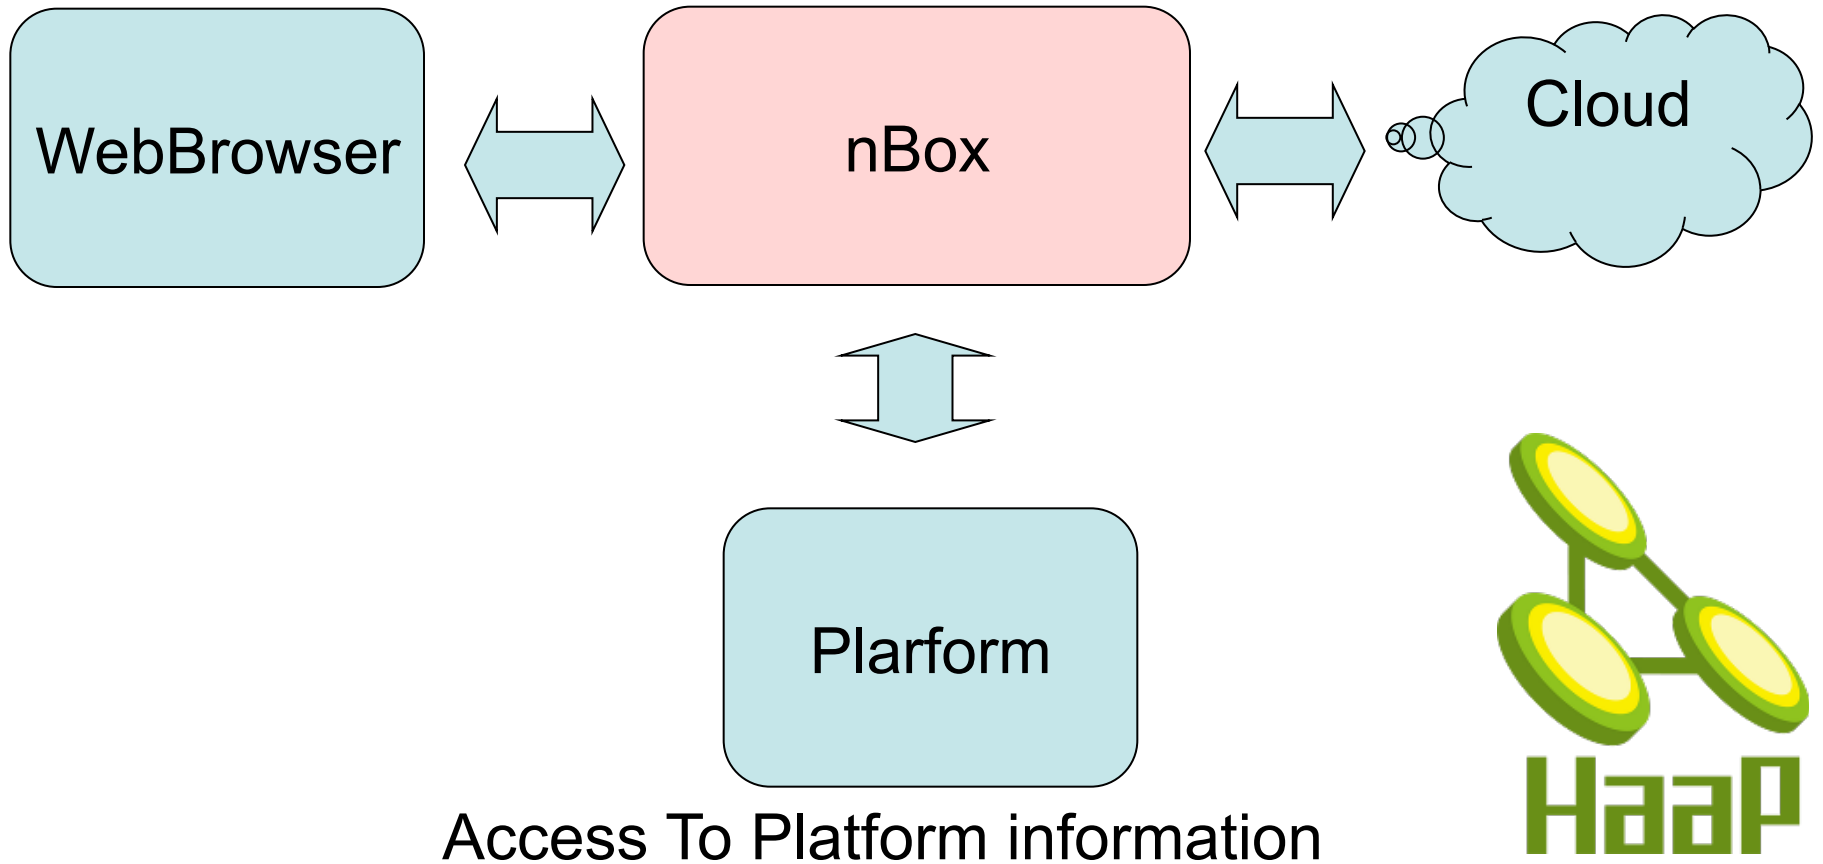 WebBrowser
nBox
Cloud
Plarform
Access To Platform information
HaaP